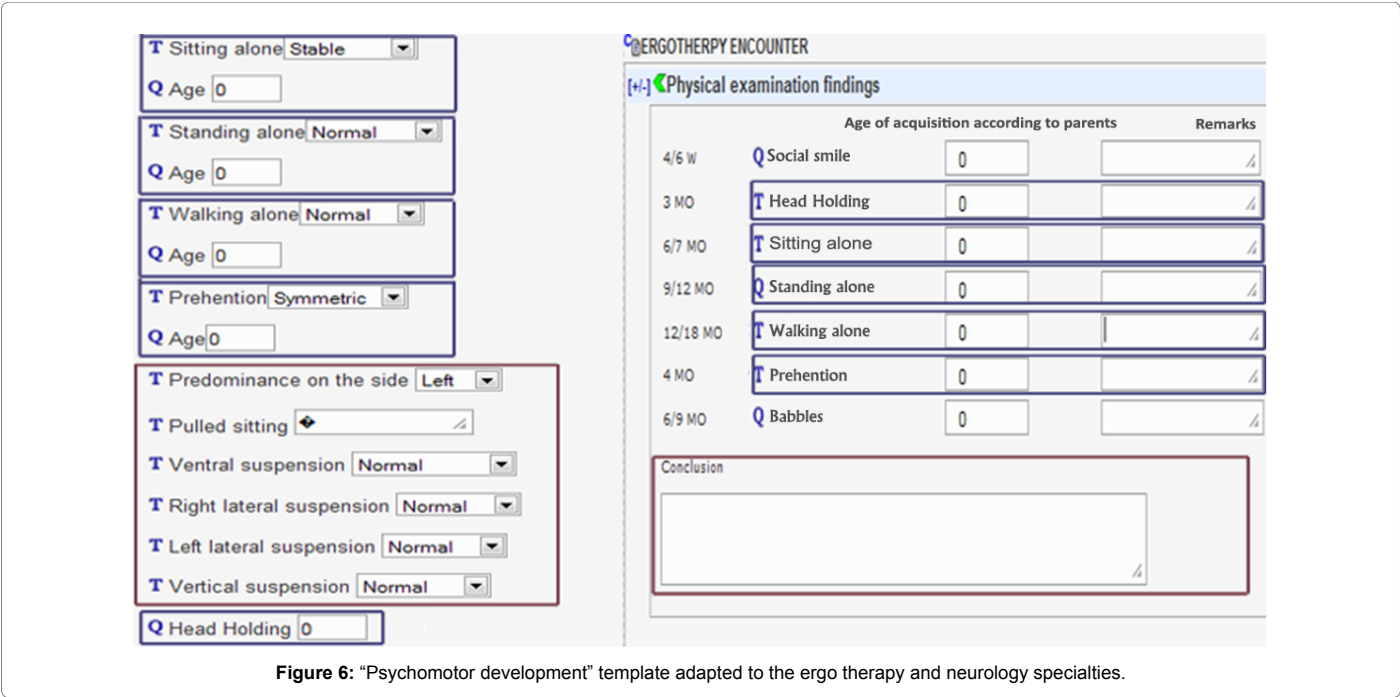 T Sitting alone Stable
Q Age 0
T Standing alone Normal
Q Age 0
T Walking alone Normal
Q Age 0
T Prehention Symmetric
Q Age 0
T Predominance on the side Left
T Pulled sitting �
T Ventral suspension Normal
T Right lateral suspension Normal
T Left lateral suspension Normal
T Vertical suspension Normal
Q Head Holding 0
C @ERGOTHERPY ENCOUNTER
[+/-] Physical examination findings
Age of acquisition according to parents Remarks
4/6 W Q Social smile 0
3 MO T Head Holding 0
6/7 MO T Sitting alone 0
9/12 MO Q Standing alone 0
12/18 MO T Walking alone 0
4 MO T Prehention 0
6/9 MO Q Babbles 0
Conclusion
Figure 6: “Psychomotor development” template adapted to the ergo therapy and neurology specialties.